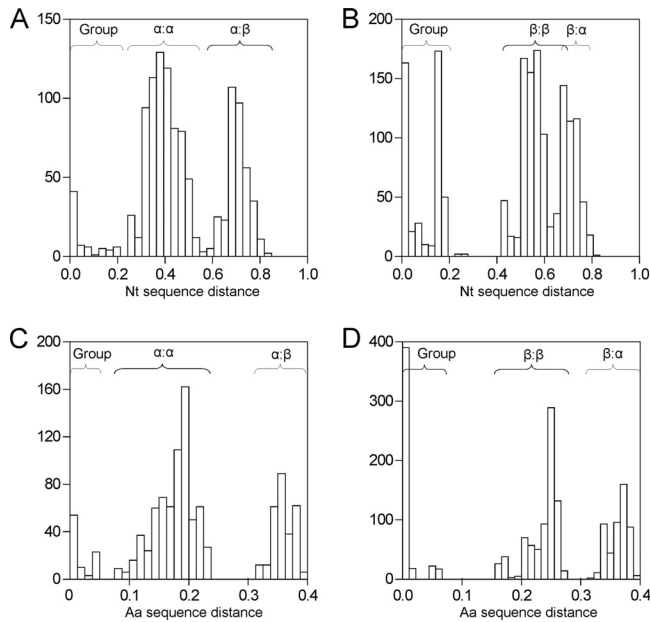 A
B
Group α:α α:β
Group β:β β:α
150
100
50
0
0.0 0.2 0.4 0.6 0.8 1.0
Nt sequence distance
200
150
100
50
0
0.0 0.2 0.4 0.6 0.8 1.0
Nt sequence distance
C
D
Group α:α α:β
Group β:β β:α
200
160
120
80
40
0
0 0.1 0.2 0.3 0.4
Aa sequence distance
400
300
200
100
0
0.0 0.1 0.2 0.3 0.4
Aa sequence distance